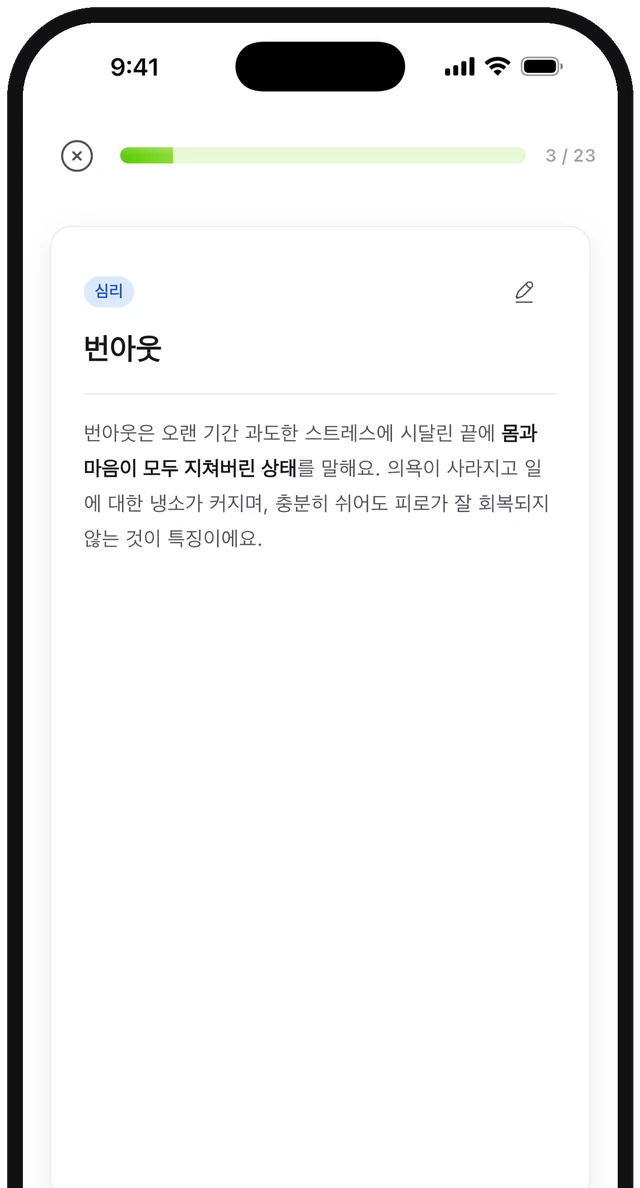 9:41
3 / 23
심리
번아웃
번아웃은 오랜 기간 과도한 스트레스에 시달린 끝에 몸과
마음이 모두 지쳐버린 상태를 말해요. 의욕이 사라지고 일
에 대한 냉소가 커지며, 충분히 쉬어도 피로가 잘 회복되지
않는 것이 특징이에요.